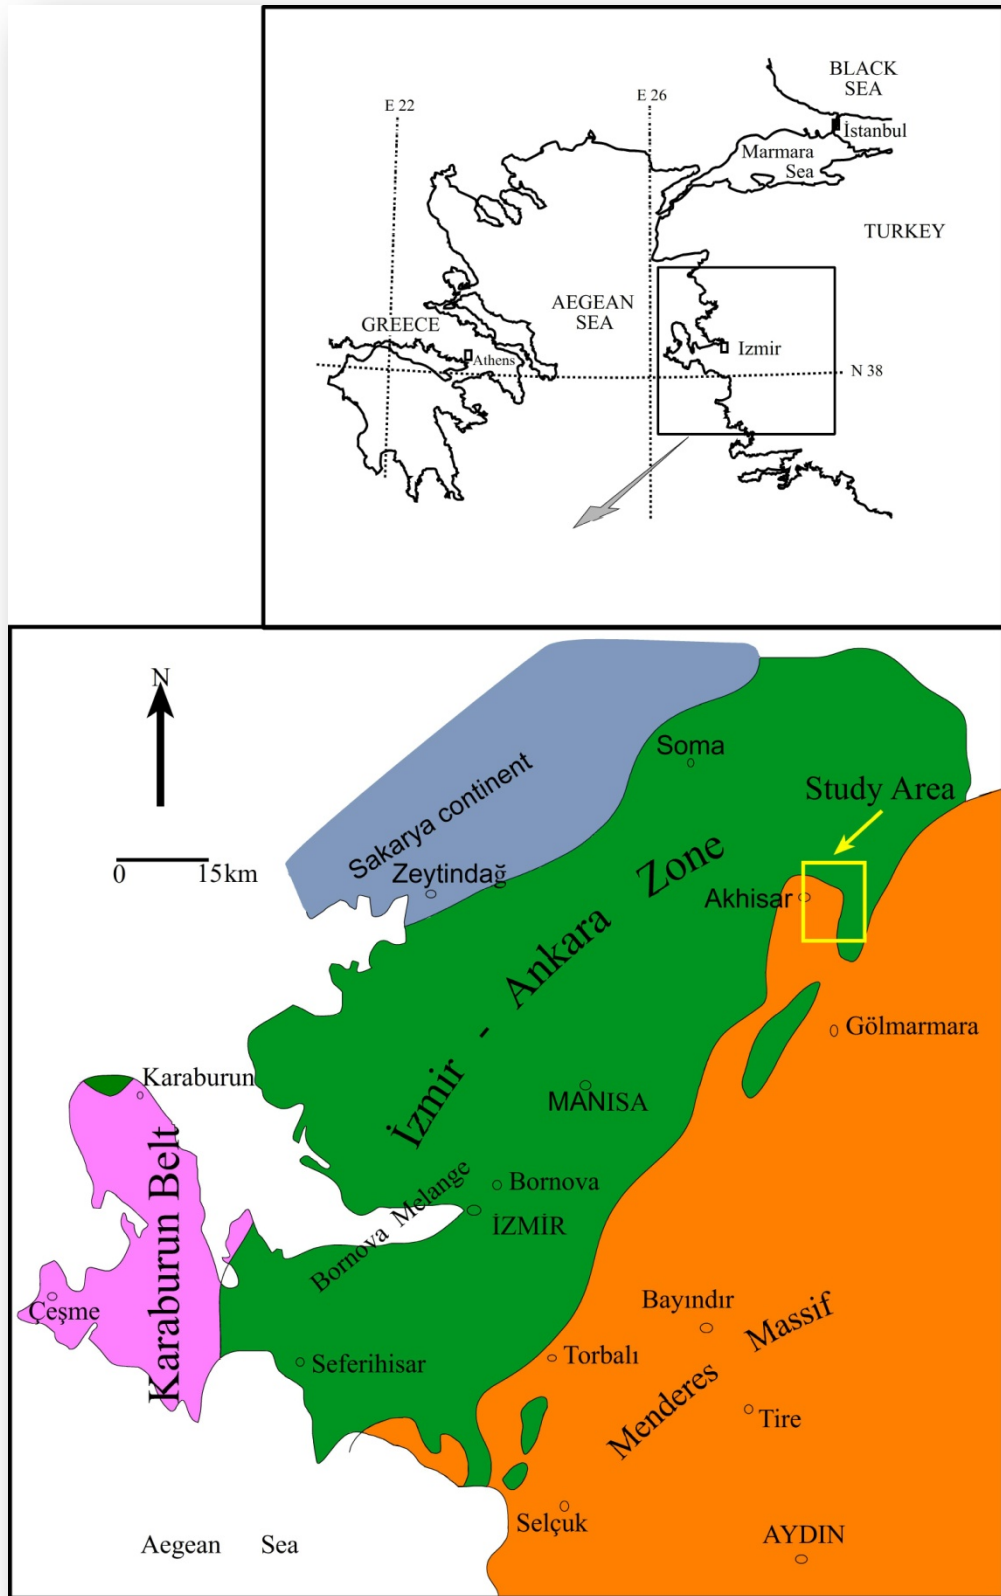 BLACK
SEA
E 22
E 26
İstanbul
Marmara
Sea
TURKEY
AEGEAN
SEA
GREECE
Athens
Izmir
N 38
N
Soma
Study Area
Sakarya continent
Zeytindağ
0 15km
Akhisar
İzmir - Ankara Zone
Gölmarmara
Karaburun
MANISA
Karaburun Belt
Bornova Melange
Bornova
İZMİR
Çeşme
Bayındır
Seferihisar
Torbalı
Menderes Massif
Tire
Selçuk
AYDIN
Aegean Sea